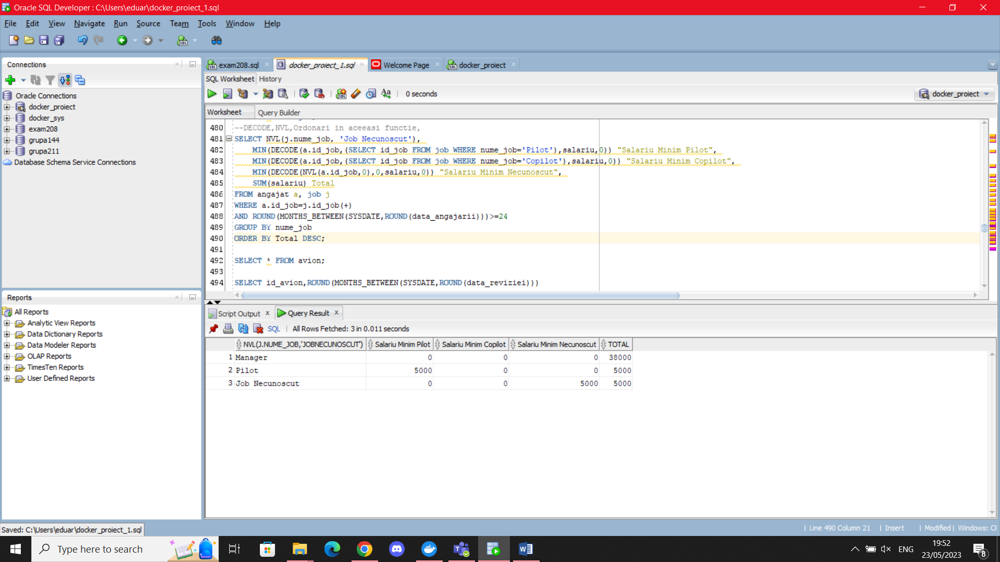 Oracle SQL Developer : C:\Users\eduar\docker_proiect_1.sql
File Edit View Navigate Run Source Team Tools Window Help
Connections
exam208.sql docker_proiect_1.sql Welcome Page docker_proiect
SQL Worksheet History
0 seconds
docker_proiect
Worksheet Query Builder
Oracle Connections
docker_proiect
docker_sys
exam208
grupa144
grupa211
Database Schema Service Connections
480 --DECODE,NVL,Ordonari in aceeasi functie,
481 SELECT NVL(j.nume_job, 'Job Necunoscut'),
482 MIN(DECODE(a.id_job,(SELECT id_job FROM job WHERE nume_job='Pilot'),salariu,0)) "Salariu Minim Pilot",
483 MIN(DECODE(a.id_job,(SELECT id_job FROM job WHERE nume_job='Copilot'),salariu,0)) "Salariu Minim Copilot",
484 MIN(DECODE(NVL(a.id_job,0),0,salariu,0)) "Salariu Minim Necunoscut",
485 SUM(salariu) Total
486 FROM angajat a, job j
487 WHERE a.id_job=j.id_job(+)
488 AND ROUND(MONTHS_BETWEEN(SYSDATE,ROUND(data_angajarii)))>=24
489 GROUP BY nume_job
490 ORDER BY Total DESC;
491
492 SELECT * FROM avion;
493
494 SELECT id_avion,ROUND(MONTHS_BETWEEN(SYSDATE,ROUND(data_reviziei)))
Reports
All Reports
Analytic View Reports
Data Dictionary Reports
Data Modeler Reports
OLAP Reports
TimesTen Reports
User Defined Reports
Script Output Query Result
SQL All Rows Fetched: 3 in 0.011 seconds
NVL(J.NUME_JOB,'JOBNECUNOSCUT') Salariu Minim Pilot Salariu Minim Copilot Salariu Minim Necunoscut TOTAL
1 Manager 0 0 0 38000
2 Pilot 5000 0 0 5000
3 Job Necunoscut 0 0 5000 5000
Saved: C:\Users\eduar\docker_proiect_1.sql
Line 490 Column 21 Insert Modified Windows: CF
Type here to search
ENG
19:52
23/05/2023
8